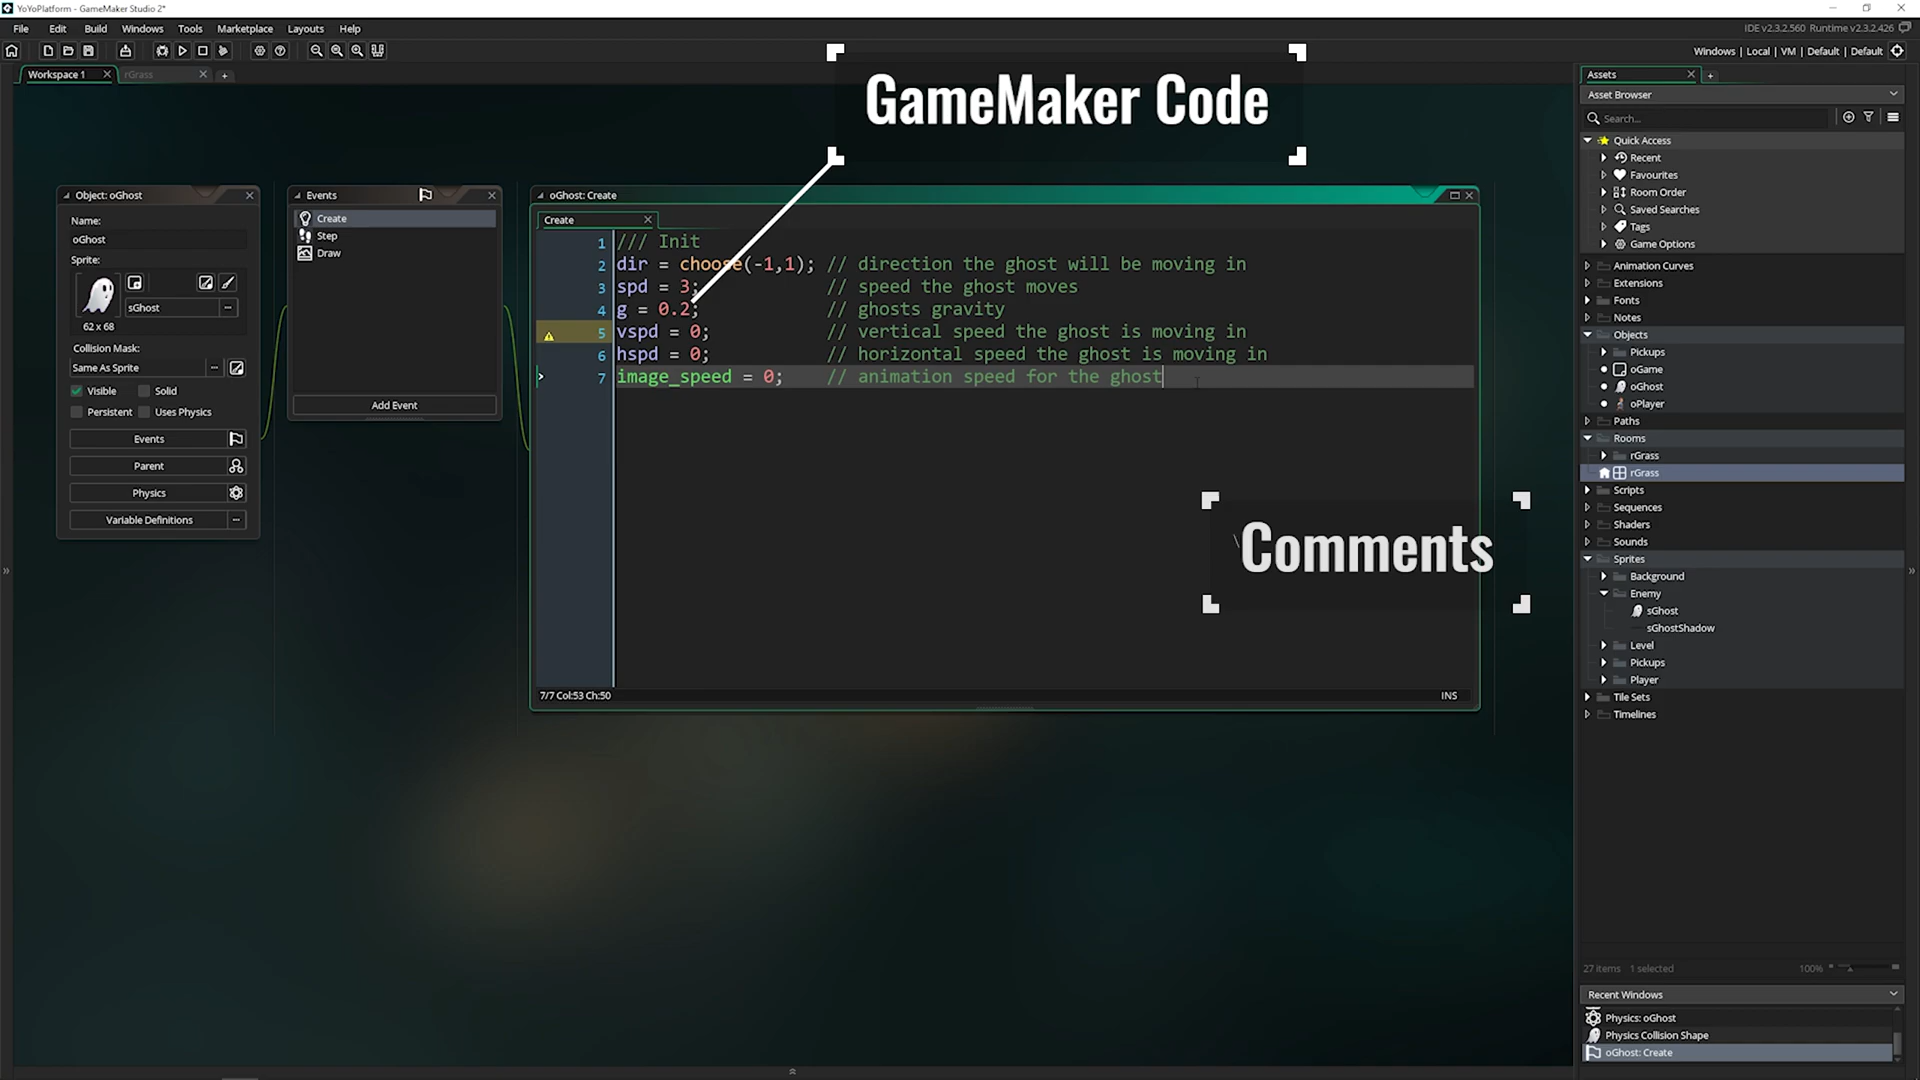 YoYoPlatform - GameMaker Studio 2*
File Edit Build Windows Tools Marketplace Layouts Help
IDE v2.3.2.560 Runtime v2.3.2.426
Windows | Local | VM | Default | Default
Workspace 1
rGrass
GameMaker Code
Object: oGhost
Name:
oGhost
Sprite:
sGhost
62 x 68
Collision Mask:
Same As Sprite
Visible Solid
Persistent Uses Physics
Events
Parent
Physics
Variable Definitions
Events
Create
Step
Draw
Add Event
oGhost: Create
Create
1 /// Init
2 dir = choose(-1,1); // direction the ghost will be moving in
3 spd = 3; // speed the ghost moves
4 g = 0.2; // ghosts gravity
5 vspd = 0; // vertical speed the ghost is moving in
6 hspd = 0; // horizontal speed the ghost is moving in
7 image_speed = 0; // animation speed for the ghost
7/7 Col:53 Ch:50
INS
Comments
Assets
Asset Browser
Search...
Quick Access
Recent
Favourites
Room Order
Saved Searches
Tags
Game Options
Animation Curves
Extensions
Fonts
Notes
Objects
Pickups
oGame
oGhost
oPlayer
Paths
Rooms
rGrass
rGrass
Scripts
Sequences
Shaders
Sounds
Sprites
Background
Enemy
sGhost
sGhostShadow
Level
Pickups
Player
Tile Sets
Timelines
27 items 1 selected
100%
Recent Windows
Physics: oGhost
Physics Collision Shape
oGhost: Create